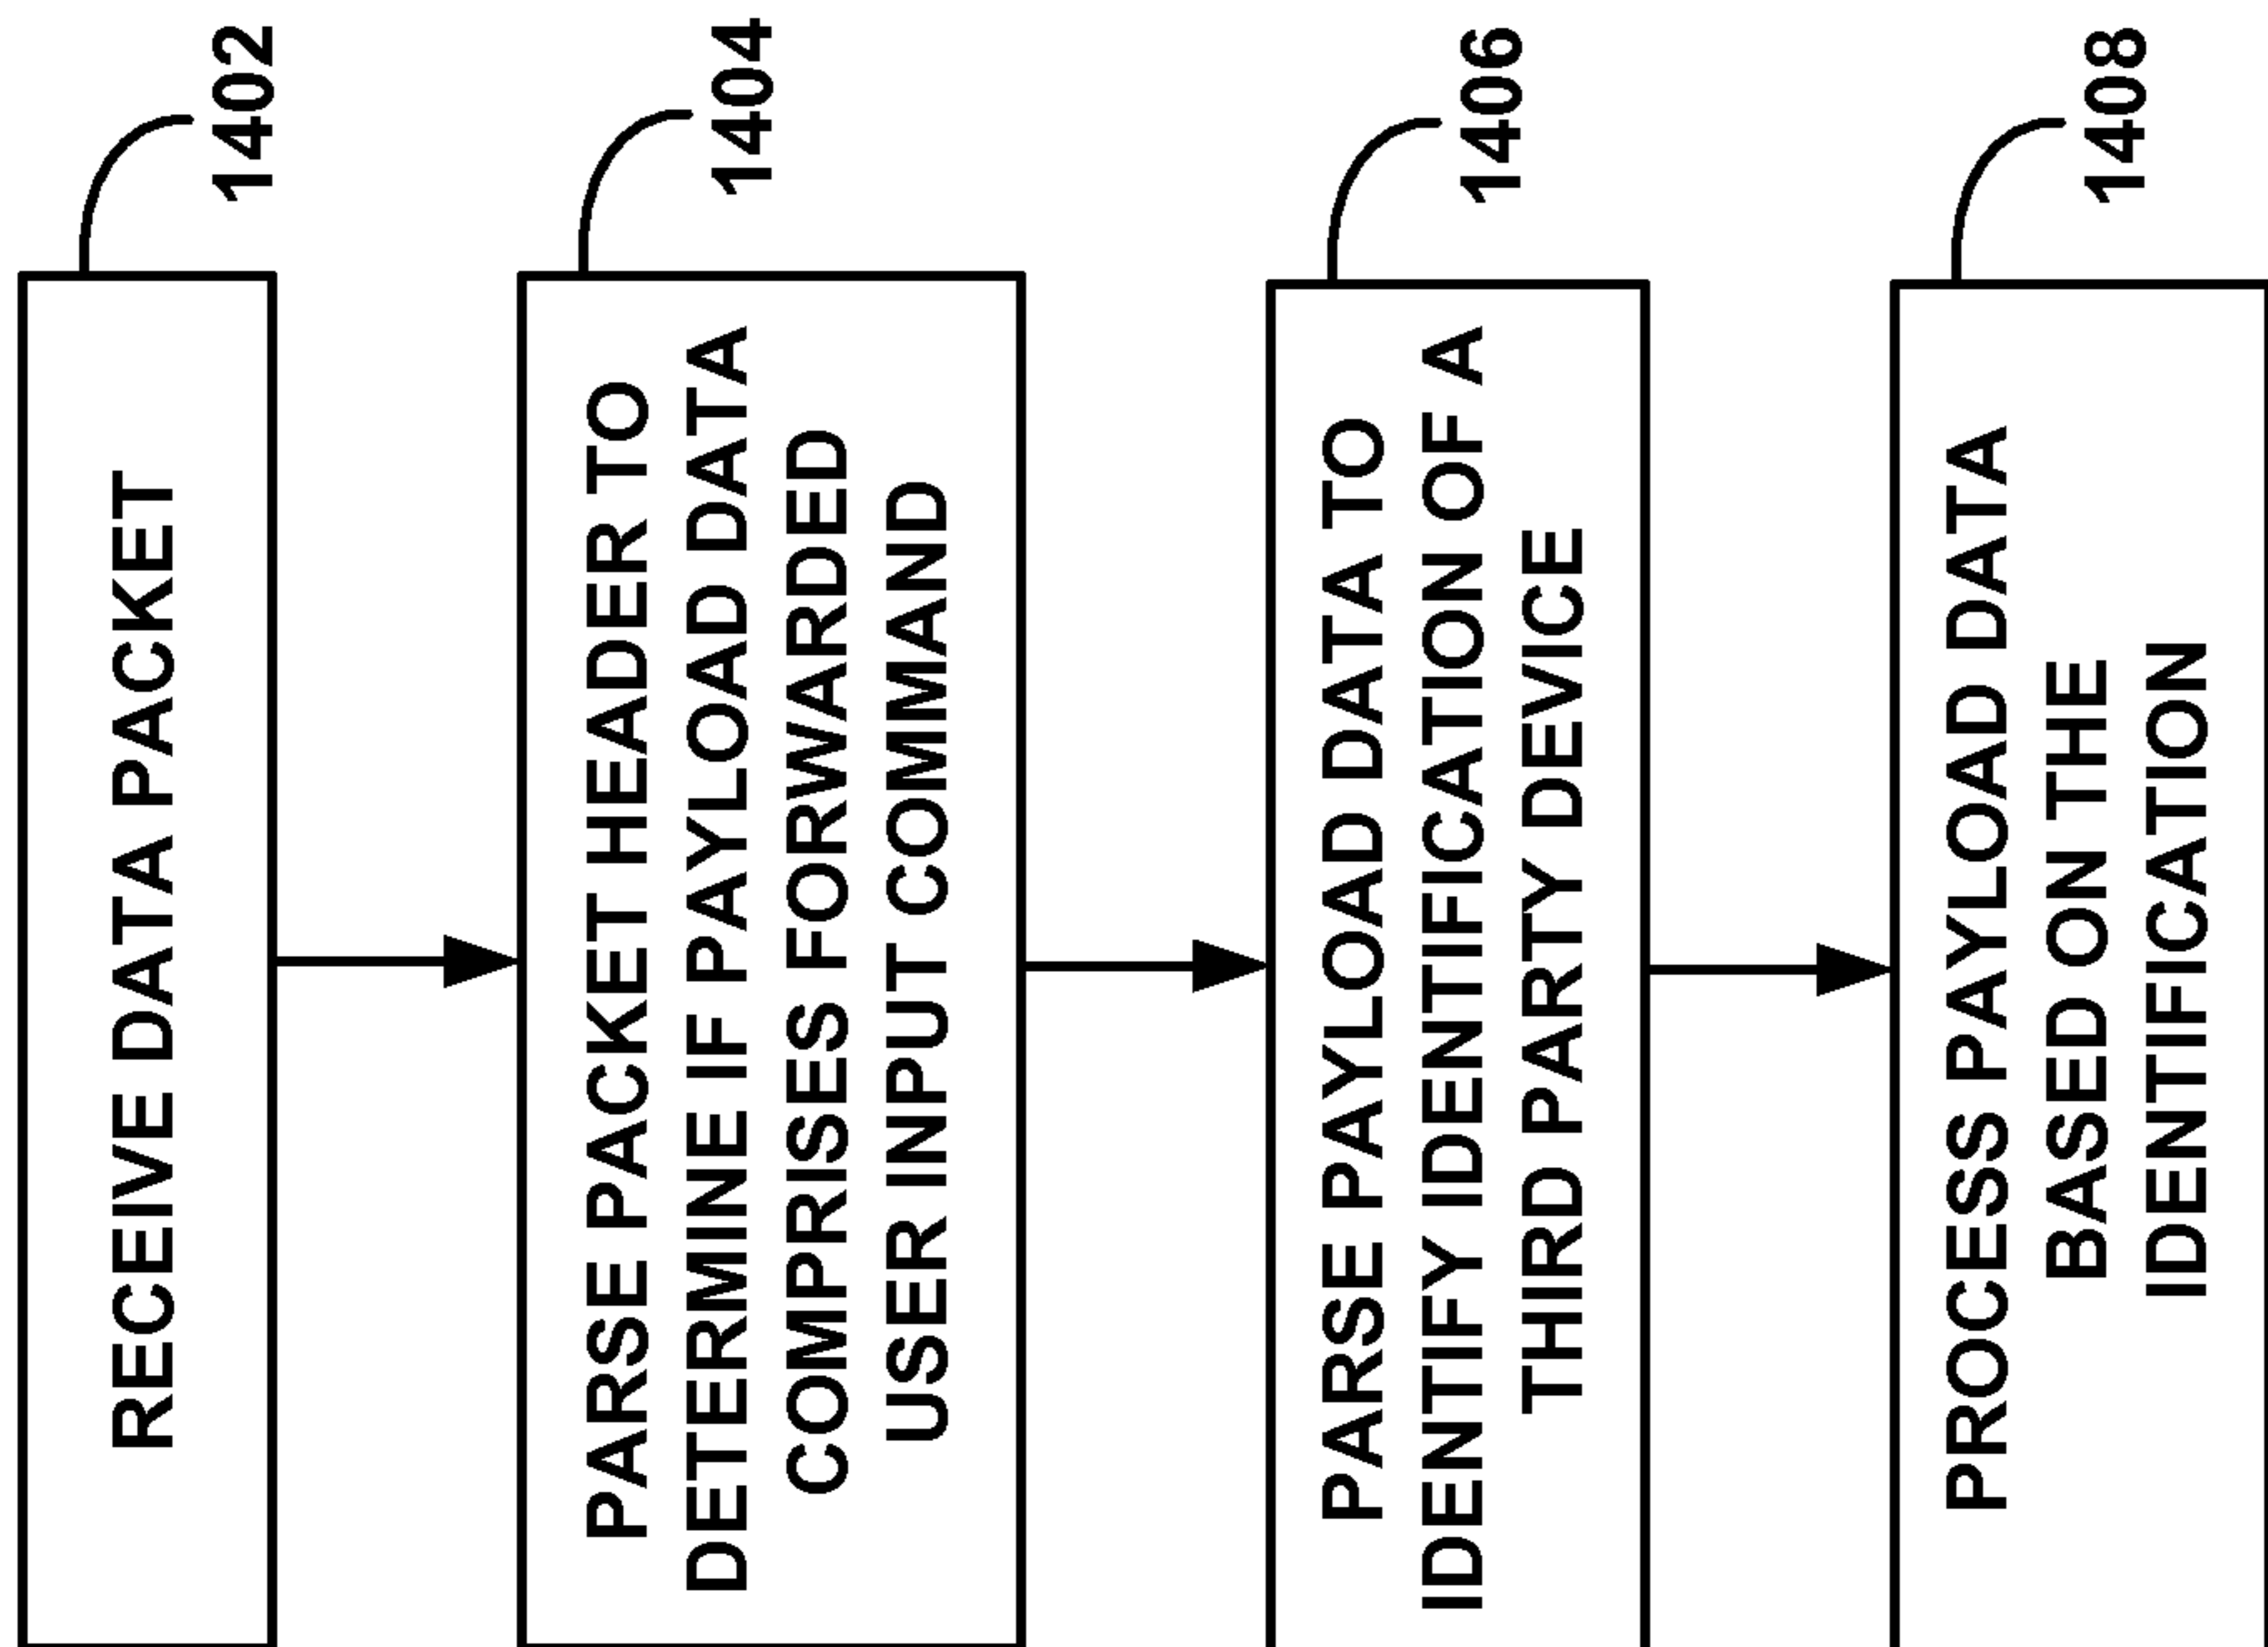 RECEIVE DATA PACKET
1402
PARSE PACKET HEADER TO
DETERMINE IF PAYLOAD DATA
COMPRISES FORWARDED
USER INPUT COMMAND
1404
PARSE PAYLOAD DATA TO
IDENTIFY IDENTIFICATION OF A
THIRD PARTY DEVICE
1406
PROCESS PAYLOAD DATA
BASED ON THE
IDENTIFICATION
1408